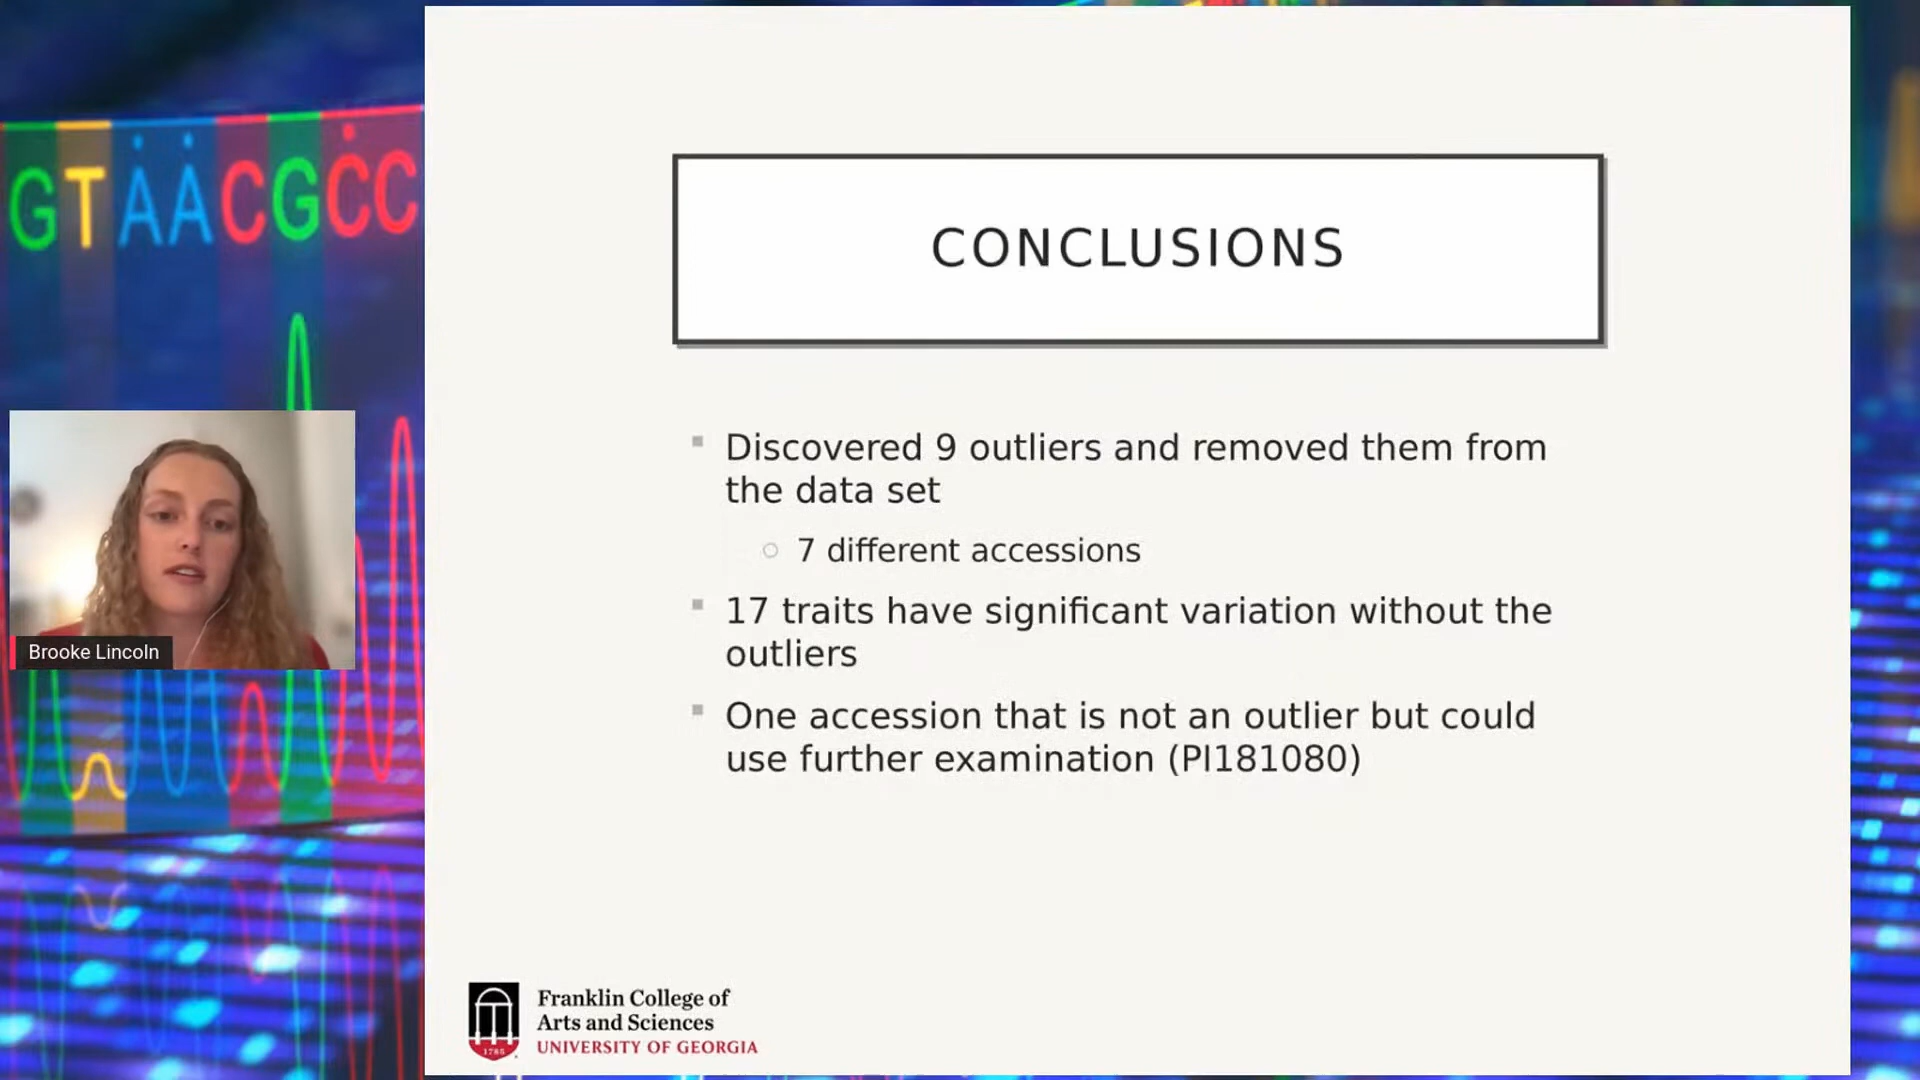 GTAACGCC
CONCLUSIONS
Discovered 9 outliers and removed them from
the data set
7 different accessions
17 traits have significant variation without the
outliers
One accession that is not an outlier but could
use further examination (PI181080)
Brooke Lincoln
1785
Franklin College of
Arts and Sciences
UNIVERSITY OF GEORGIA